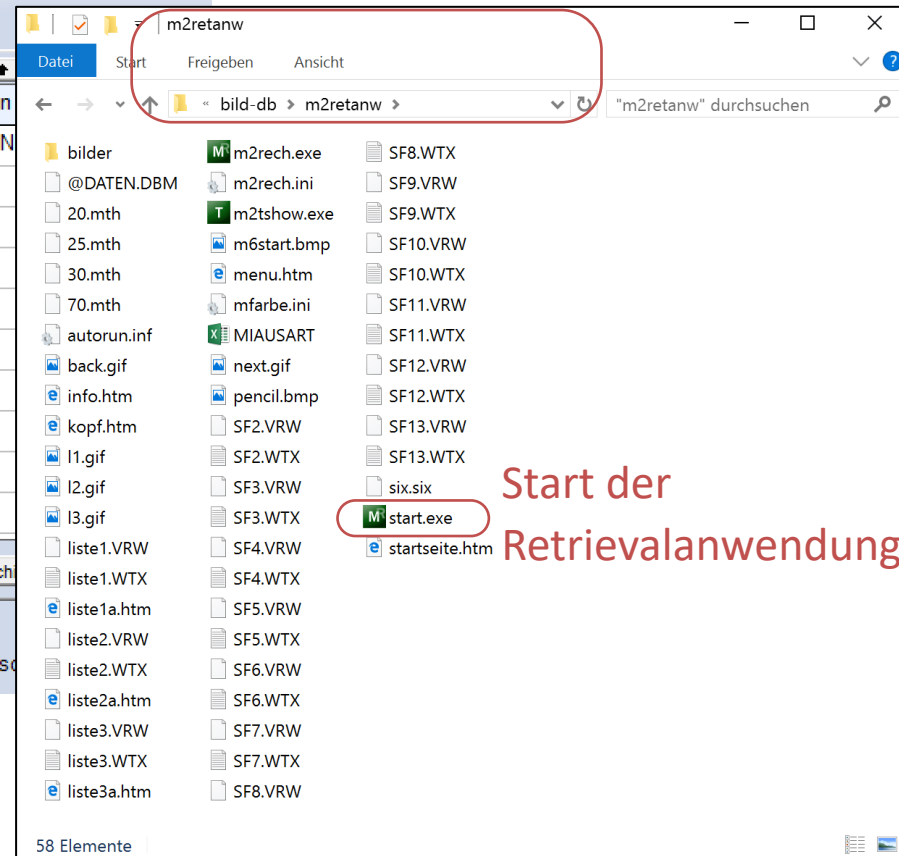 m2retanw
Datei Start Freigeben Ansicht
« bild-db > m2retanw > "m2retanw" durchsuchen
bilder
@DATEN.DBM
20.mth
25.mth
30.mth
70.mth
autorun.inf
back.gif
info.htm
kopf.htm
l1.gif
l2.gif
l3.gif
liste1.VRW
liste1.WTX
liste1a.htm
liste2.VRW
liste2.WTX
liste2a.htm
liste3.VRW
liste3.WTX
liste3a.htm
m2rech.exe
m2rech.ini
m2tshow.exe
m6start.bmp
menu.htm
mfarbe.ini
MIAUSART
next.gif
pencil.bmp
SF2.VRW
SF2.WTX
SF3.VRW
SF3.WTX
SF4.VRW
SF4.WTX
SF5.VRW
SF5.WTX
SF6.VRW
SF6.WTX
SF7.VRW
SF7.WTX
SF8.VRW
SF8.WTX
SF9.VRW
SF9.WTX
SF10.VRW
SF10.WTX
SF11.VRW
SF11.WTX
SF12.VRW
SF12.WTX
SF13.VRW
SF13.WTX
six.six
start.exe
startseite.htm
Start der
Retrievalanwendung
58 Elemente